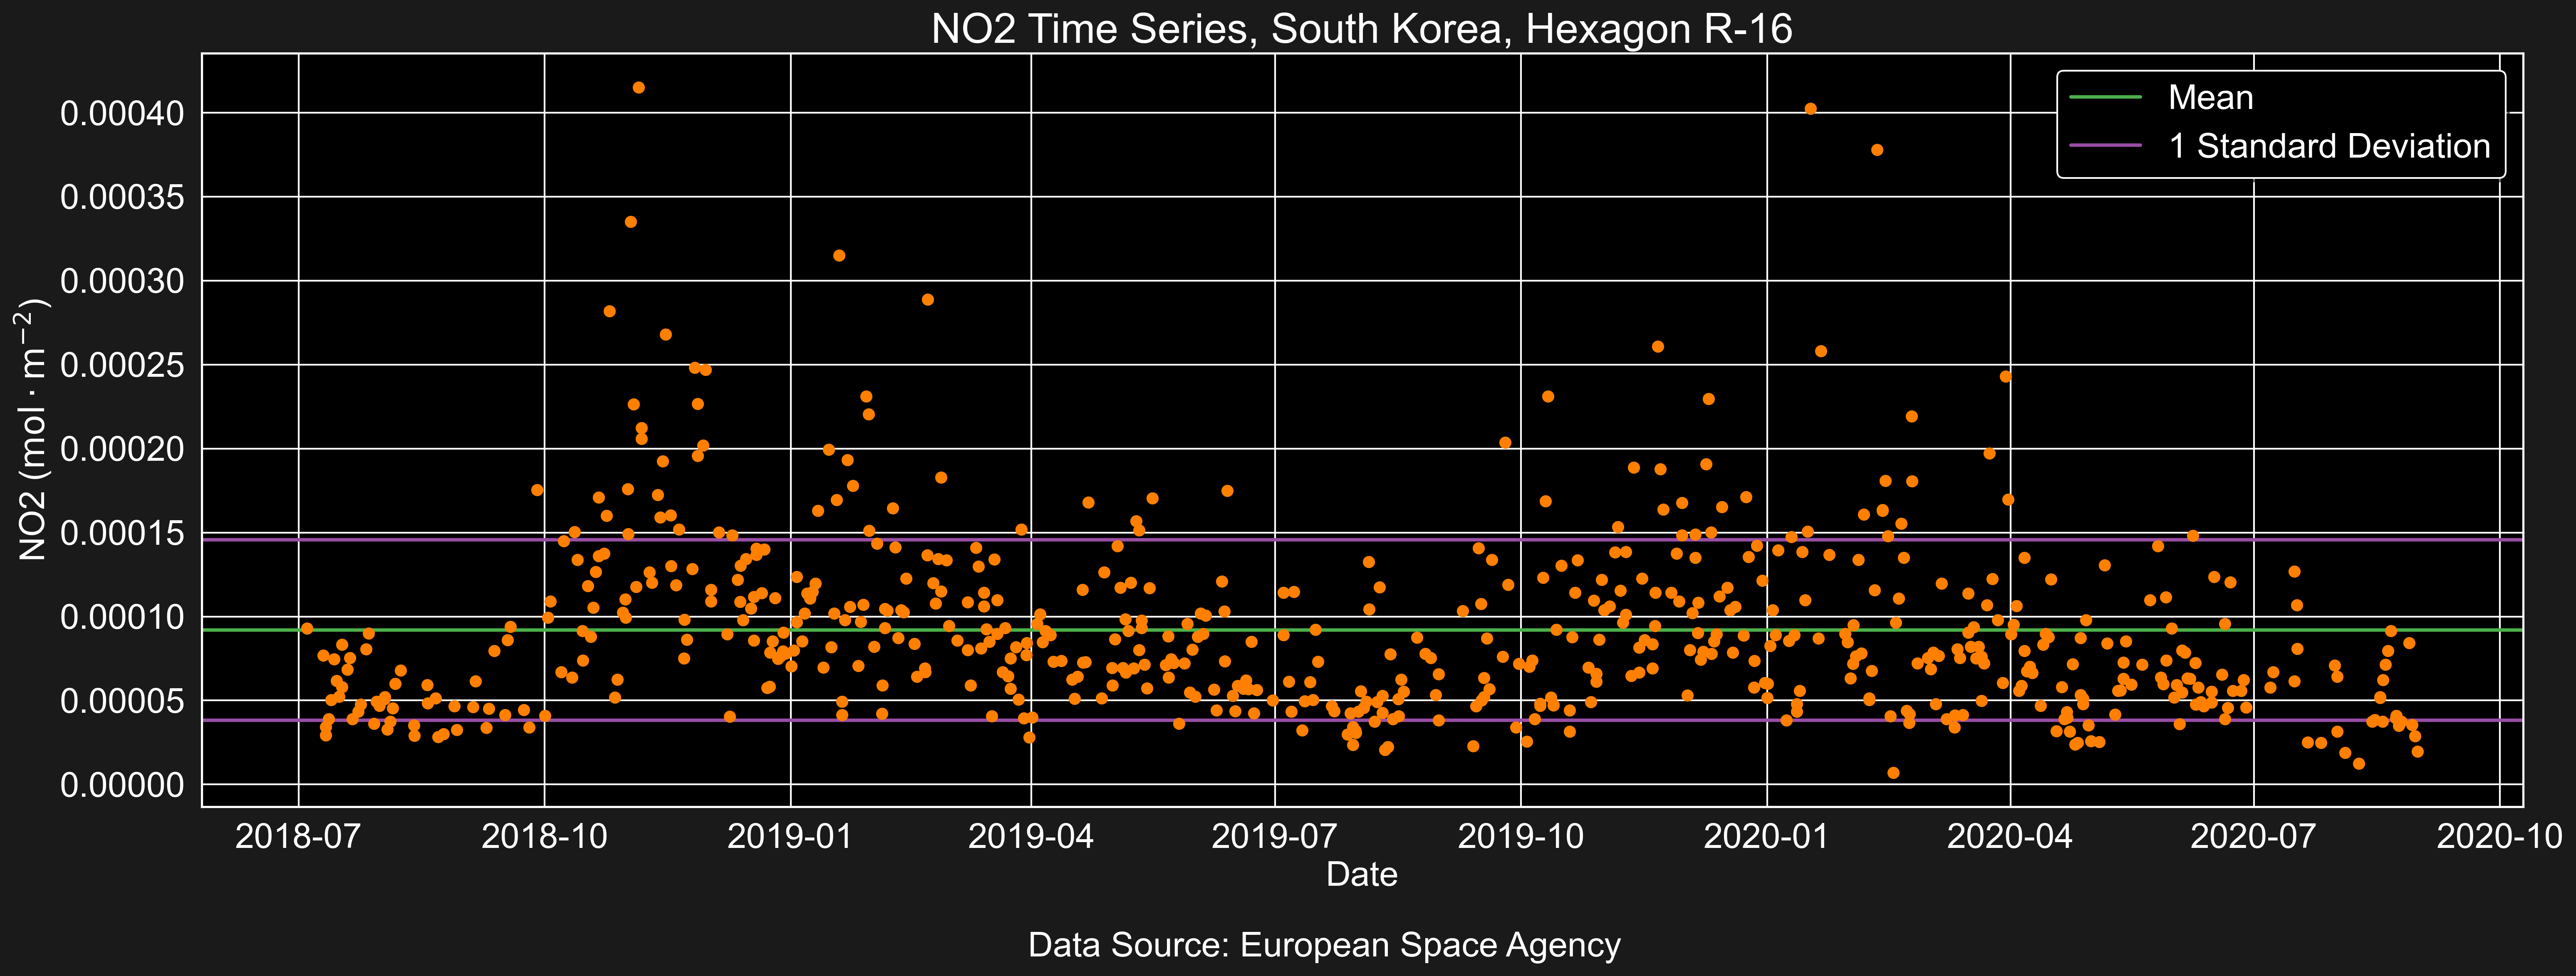 NO2 Time Series, South Korea, Hexagon R-16
Mean
1 Standard Deviation
NO2 (mol · m⁻²)
0.00040
0.00035
0.00030
0.00025
0.00020
0.00015
0.00010
0.00005
0.00000
2018-07 2018-10 2019-01 2019-04 2019-07 2019-10 2020-01 2020-04 2020-07 2020-10
Date
Data Source: European Space Agency